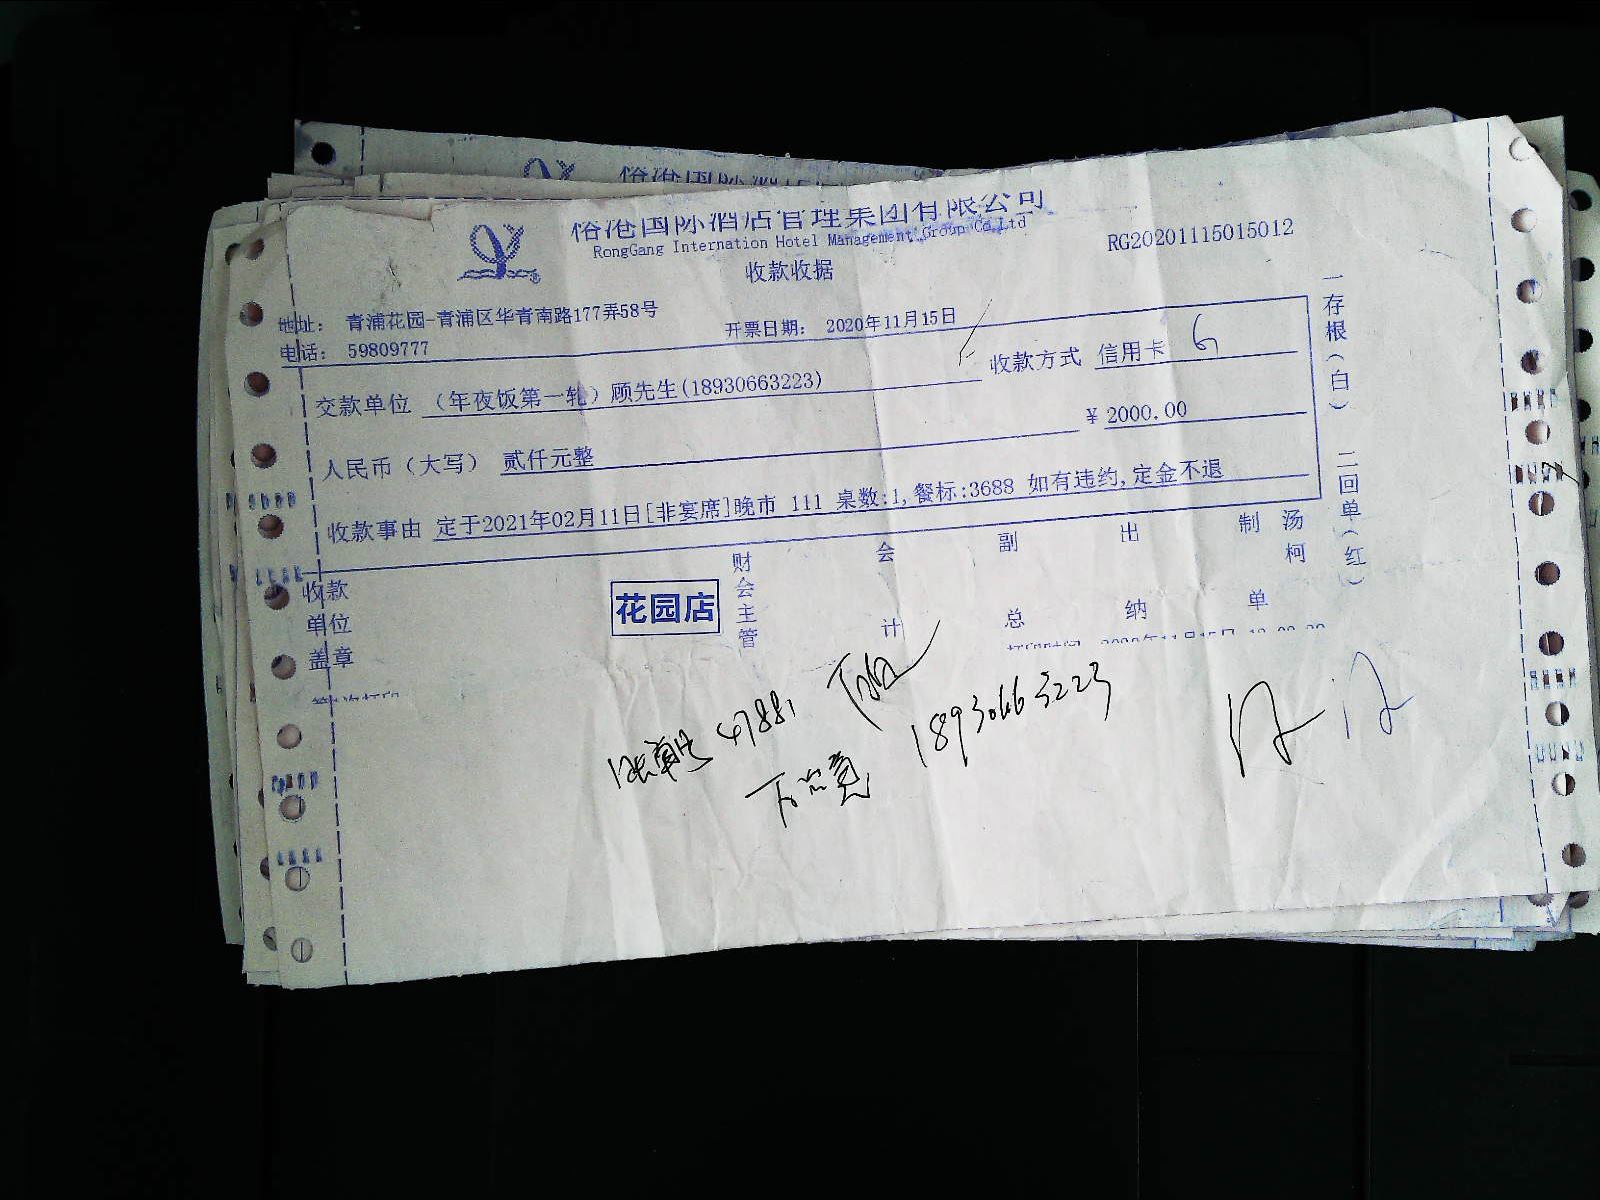 俗港国际酒店管理集团有限公司
RongGang Internation Hotel Management Group Co.Ltd
收款收据
RG20201115015012
地址： 青浦花园-青浦区华青南路177弄58号
电话： 59809777
开票日期： 2020年11月15日
交款单位 （年夜饭第一轮）顾先生(18930663223)
收款方式 信用卡 G
人民币（大写） 贰仟元整
¥ 2000.00
收款事由 定于2021年02月11日[非宴席]晚市 111 桌数:1,餐标:3688 如有违约,定金不退
一存根（白） 二回单（红）
收款单位盖章
花园店
财会主管
会计
副总
出纳
制单
汤柯
47881
18930663223